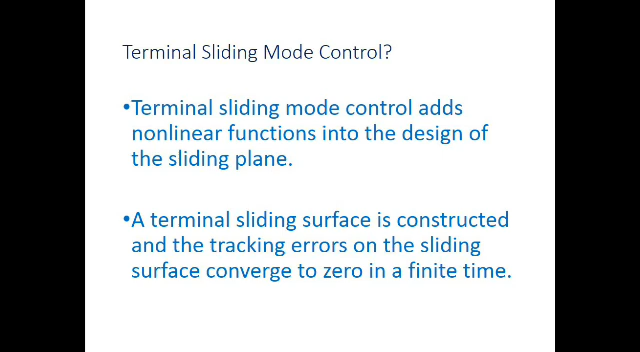 Terminal Sliding Mode Control?
•Terminal sliding mode control adds
nonlinear functions into the design of
the sliding plane.
•A terminal sliding surface is constructed
and the tracking errors on the sliding
surface converge to zero in a finite time.